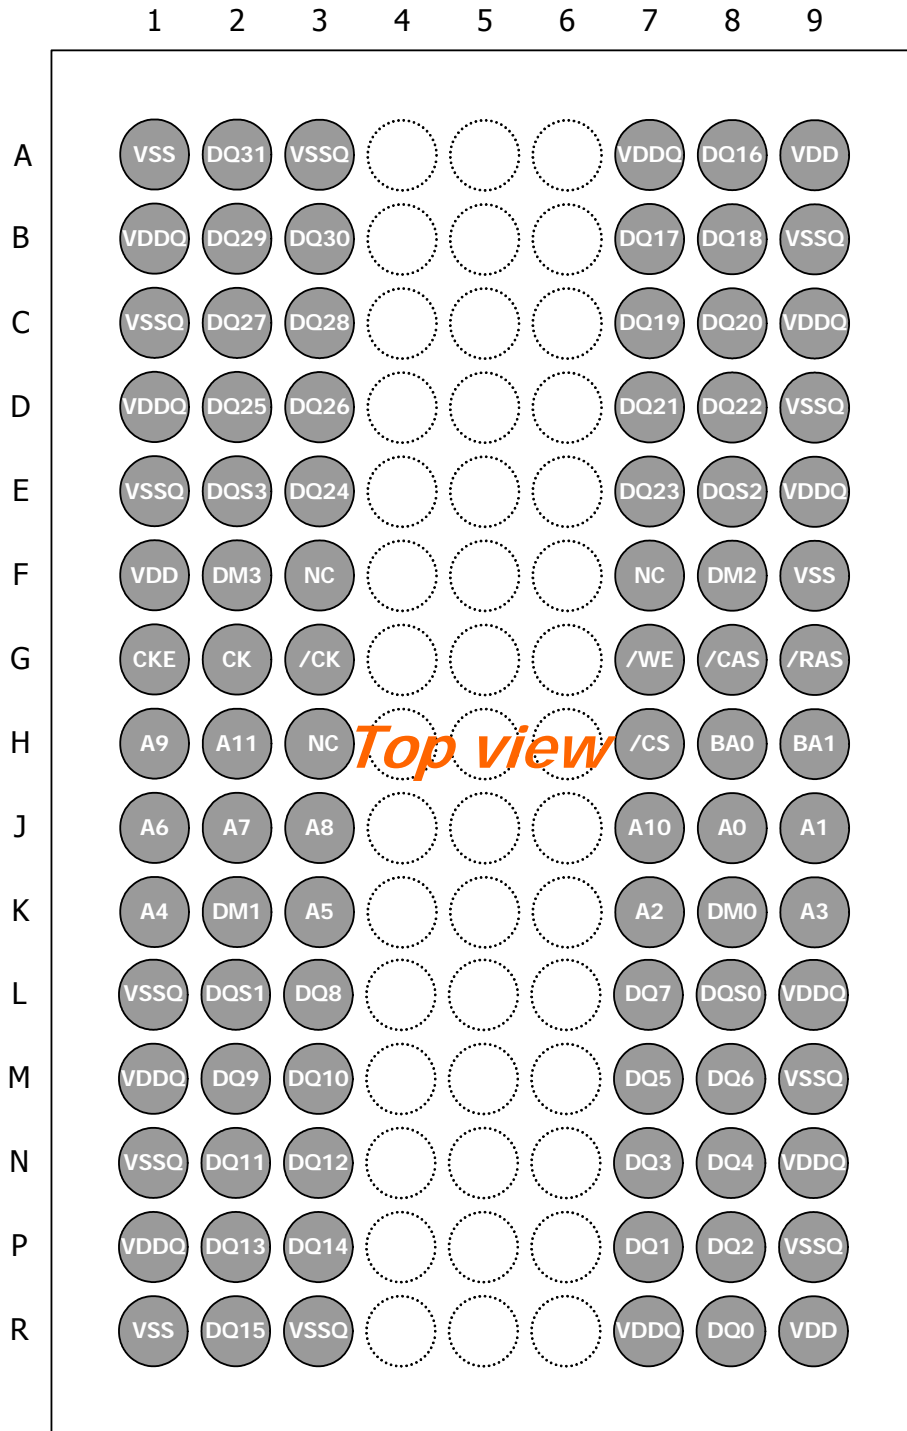 1 2 3 4 5 6 7 8 9
A VSS DQ31 VSSQ VDDQ DQ16 VDD
B VDDQ DQ29 DQ30 DQ17 DQ18 VSSQ
C VSSQ DQ27 DQ28 DQ19 DQ20 VDDQ
D VDDQ DQ25 DQ26 DQ21 DQ22 VSSQ
E VSSQ DQS3 DQ24 DQ23 DQS2 VDDQ
F VDD DM3 NC NC DM2 VSS
G CKE CK /CK /WE /CAS /RAS
H A9 A11 NC Top view /CS BA0 BA1
J A6 A7 A8 A10 A0 A1
K A4 DM1 A5 A2 DM0 A3
L VSSQ DQS1 DQ8 DQ7 DQS0 VDDQ
M VDDQ DQ9 DQ10 DQ5 DQ6 VSSQ
N VSSQ DQ11 DQ12 DQ3 DQ4 VDDQ
P VDDQ DQ13 DQ14 DQ1 DQ2 VSSQ
R VSS DQ15 VSSQ VDDQ DQ0 VDD